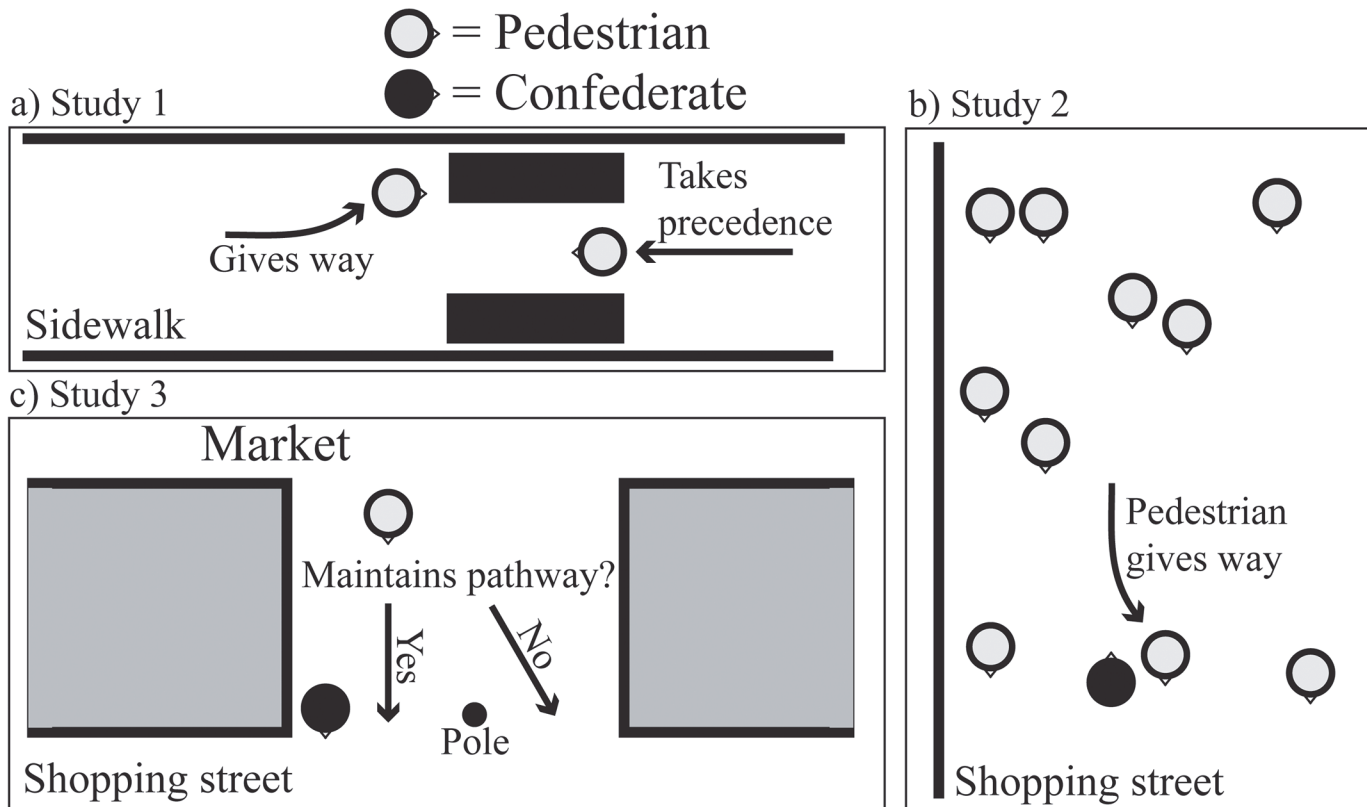 = Pedestrian
= Confederate
a) Study 1
Takes
precedence
Gives way
Sidewalk
b) Study 2
Pedestrian
gives way
Shopping street
c) Study 3
Market
Maintains pathway?
Yes
No
Pole
Shopping street